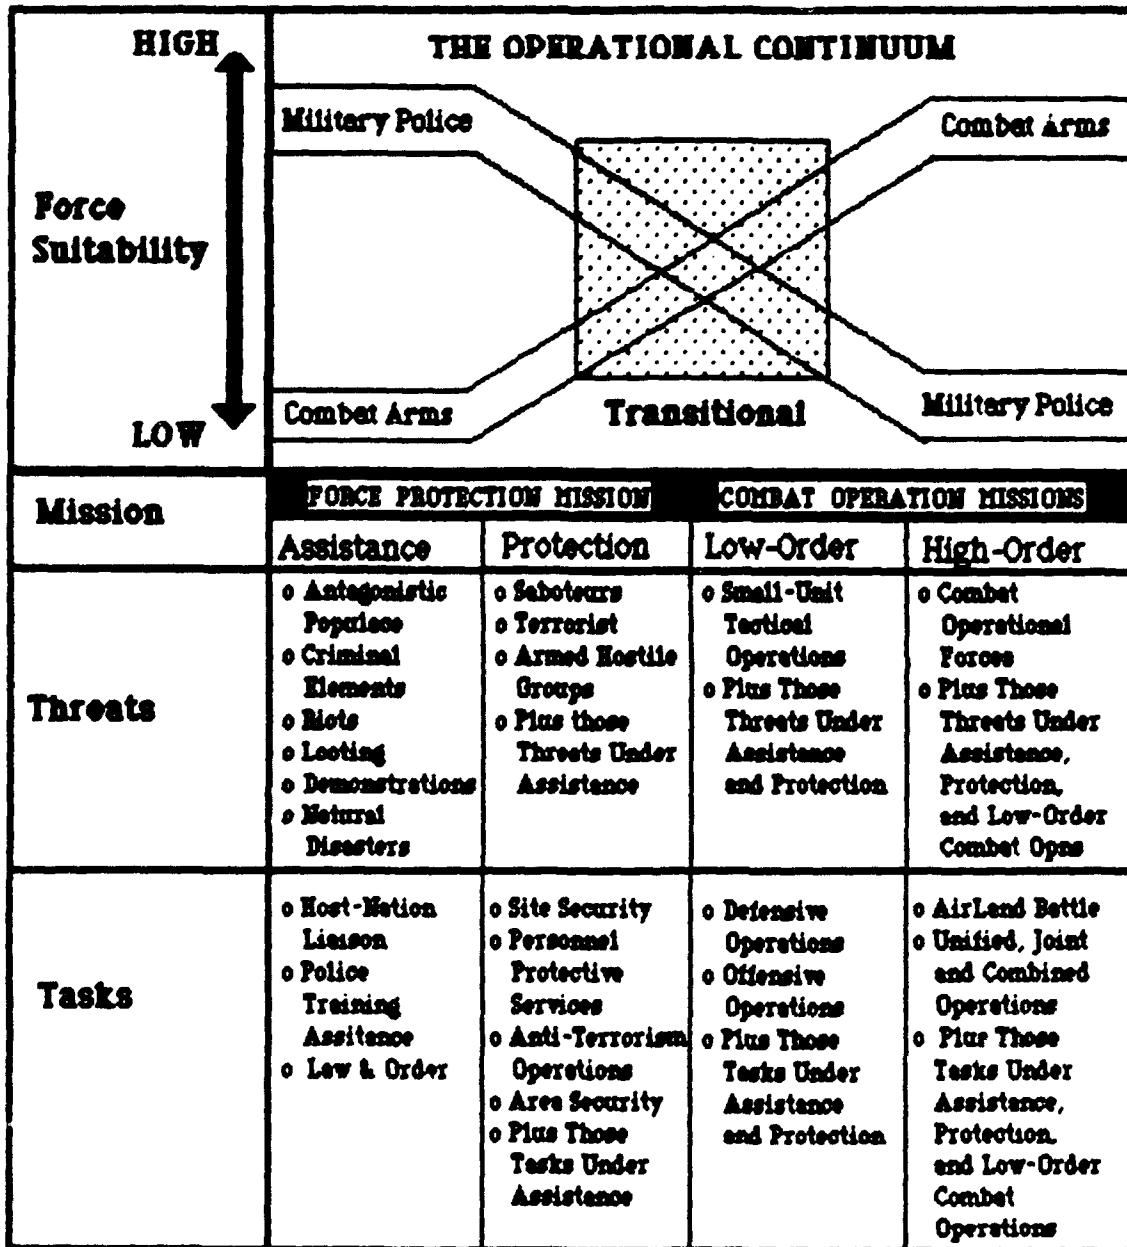 HIGH
THE OPERATIONAL CONTINUUM
Military Police
Combat Arms
Force
Suitability
Combat Arms
Transitional
Military Police
LOW
Mission
FORCE PROTECTION MISSION
COMBAT OPERATION MISSIONS
Assistance
Protection
Low-Order
High-Order
Threats
o Antagonistic
Populace
o Criminal
Elements
o Riots
o Looting
o Demonstrations
o Natural
Disasters
o Saboteurs
o Terrorist
o Armed Hostile
Groups
o Plus those
Threats Under
Assistance
o Small-Unit
Tactical
Operations
o Plus Those
Threats Under
Assistance
and Protection
o Combat
Operational
Forces
o Plus Those
Threats Under
Assistance,
Protection,
and Low-Order
Combat Opns
Tasks
o Host-Nation
Liaison
o Police
Training
Assitance
o Law & Order
o Site Security
o Personnel
Protective
Services
o Anti-Terrorism
Operations
o Area Security
o Plus Those
Tasks Under
Assistance
o Defensive
Operations
o Offensive
Operations
o Plus Those
Tasks Under
Assistance
and Protection
o AirLand Battle
o Unified, Joint
and Combined
Operations
o Plus Those
Tasks Under
Assistance,
Protection,
and Low-Order
Combat
Operations